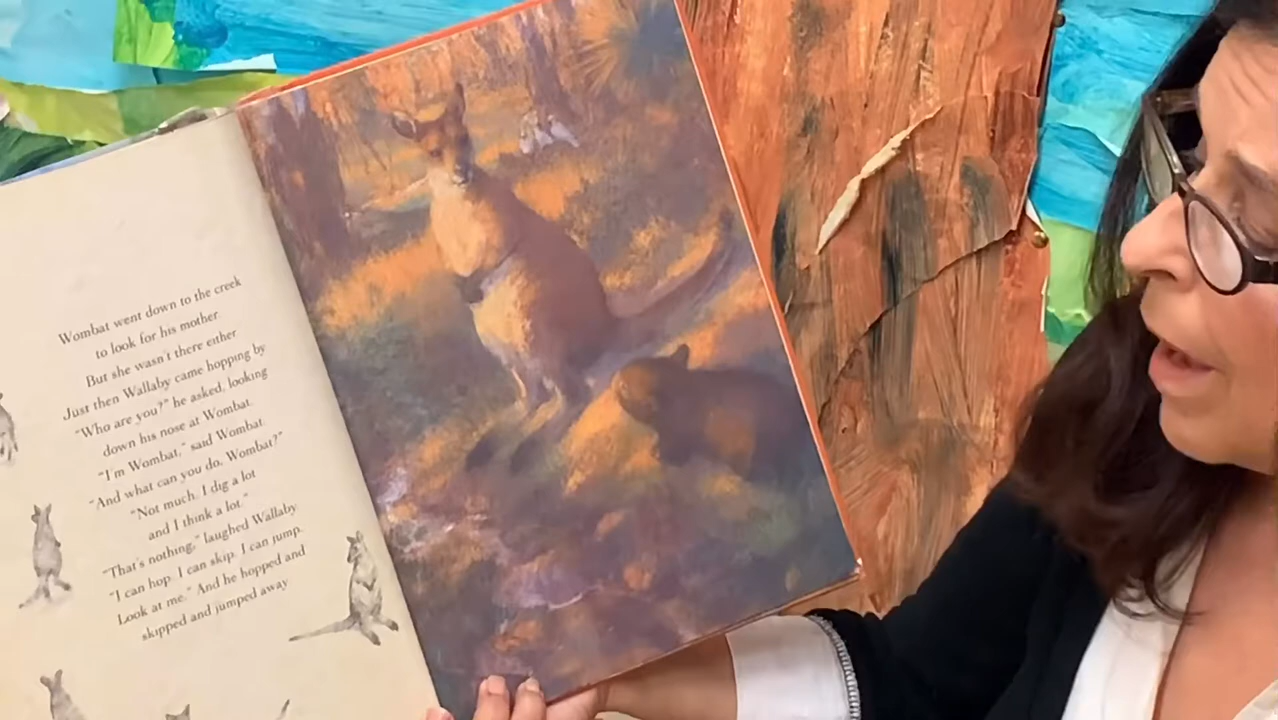 Wombat went down to the creek
to look for his mother.
But she wasn't there either
Just then Wallaby came hopping by
"Who are you?" he asked, looking
down his nose at Wombat.
"I'm Wombat," said Wombat.
"And what can you do, Wombat?"
"Not much. I dig a lot
and I think a lot."
"That's nothing," laughed Wallaby
"I can hop. I can skip. I can jump.
Look at me." And he hopped and
skipped and jumped away